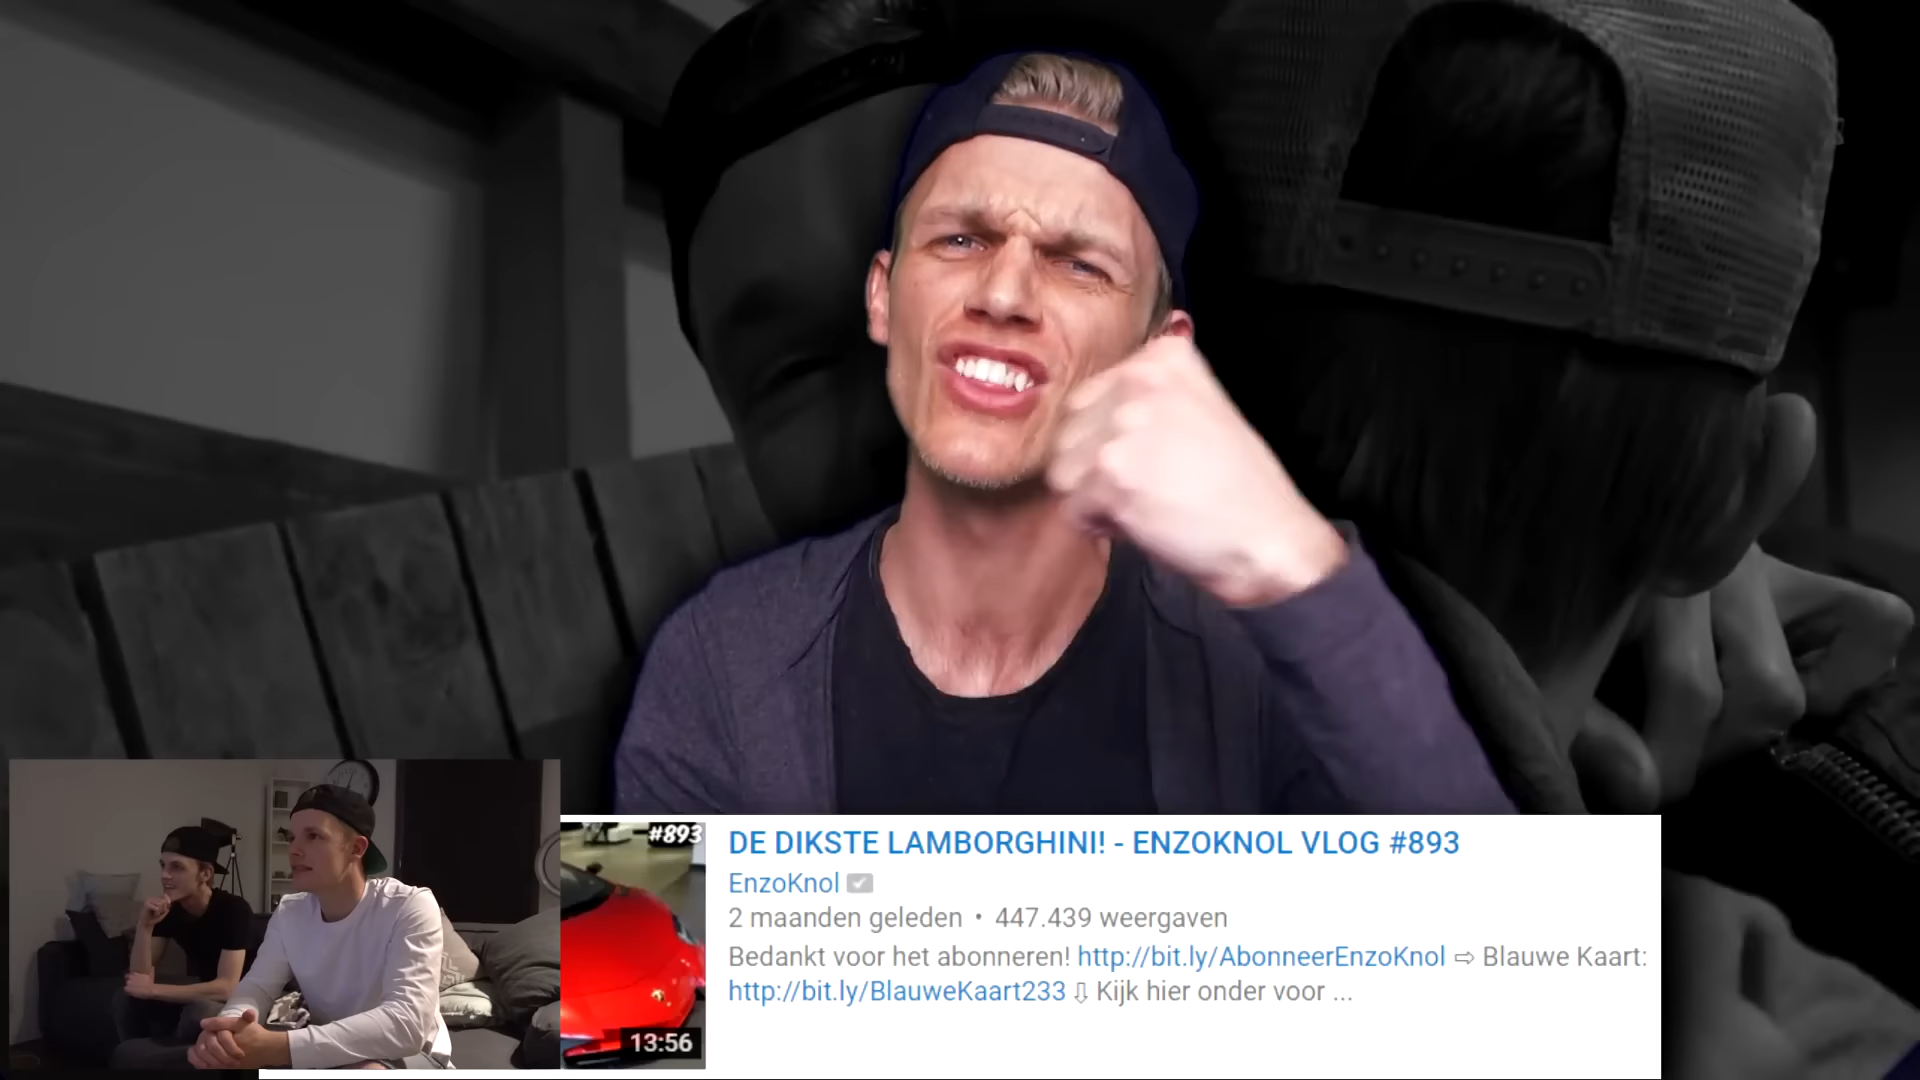 #893
DE DIKSTE LAMBORGHINI! - ENZOKNOL VLOG #893
EnzoKnol
2 maanden geleden • 447.439 weergaven
Bedankt voor het abonneren! http://bit.ly/AbonneerEnzoKnol ⇨ Blauwe Kaart:
http://bit.ly/BlauweKaart233 ⇩ Kijk hier onder voor ...
13:56